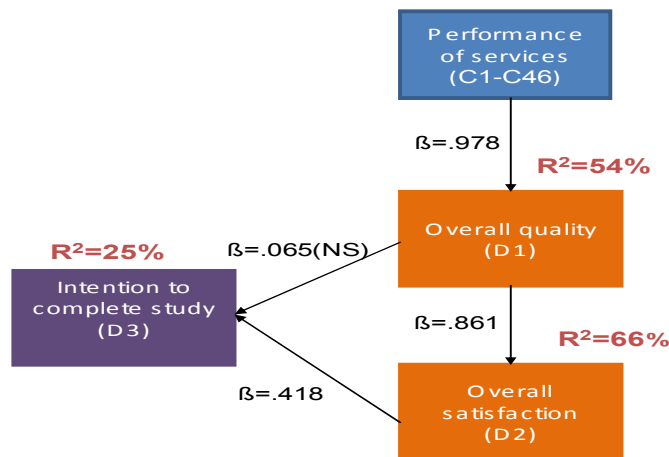 Performance
of services
(C1-C46)
ß=.978
R²=54%
Overall quality
(D1)
R²=25%
ß=.065(NS)
Intention to
complete study
(D3)
ß=.861
R²=66%
ß=.418
Overall
satisfaction
(D2)